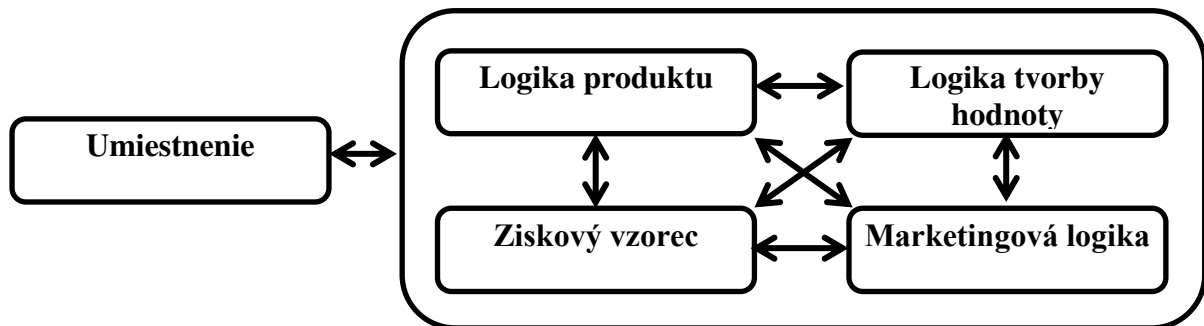 Logika produktu
Logika tvorby
hodnoty
Umiestnenie
Ziskový vzorec
Marketingová logika